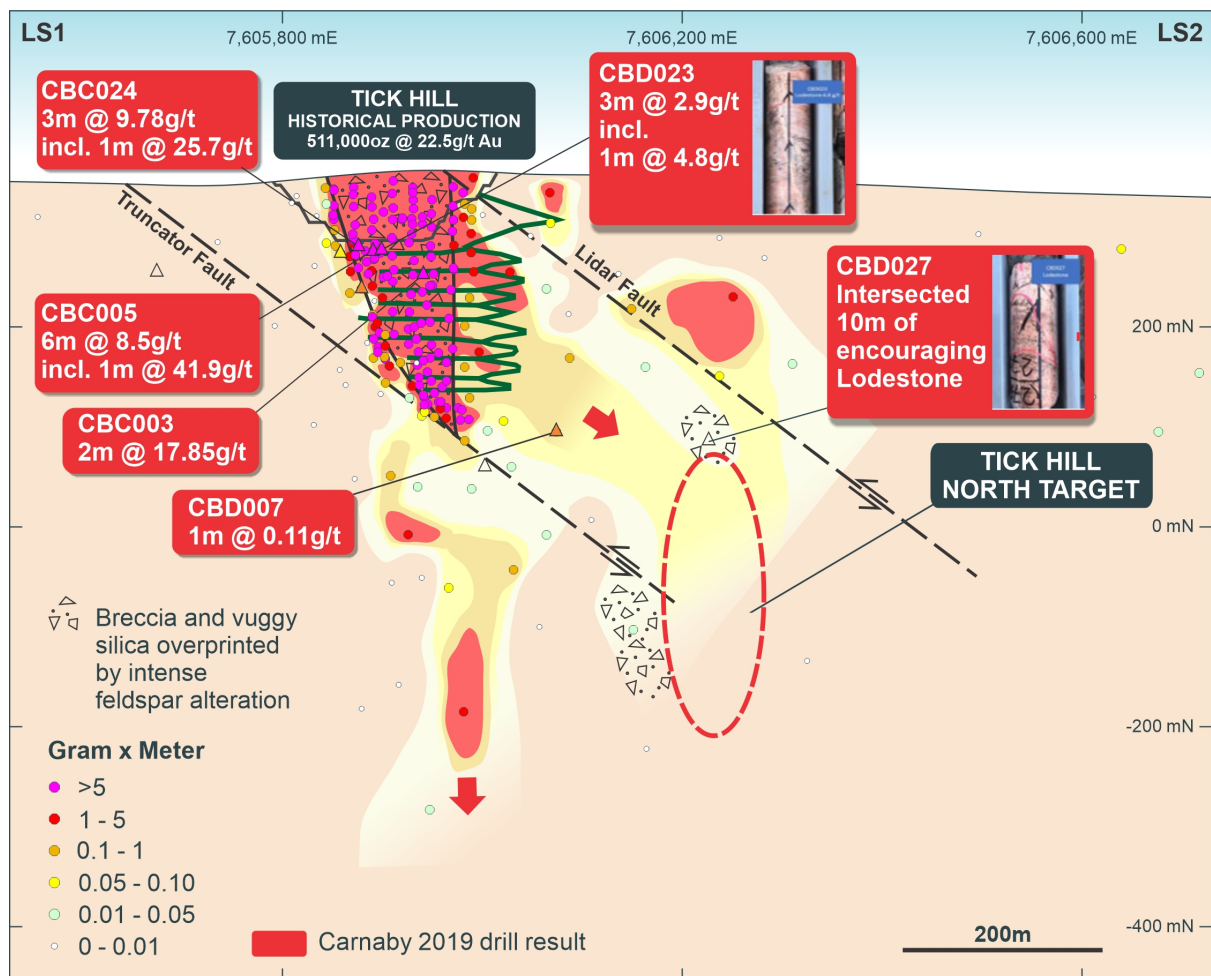 LS1
7,605,800 mE
7,606,200 mE
7,606,600 mE
LS2
CBC024
3m @ 9.78g/t
incl. 1m @ 25.7g/t
TICK HILL
HISTORICAL PRODUCTION
511,000oz @ 22.5g/t Au
CBD023
3m @ 2.9g/t
incl.
1m @ 4.8g/t
Truncator Fault
Lidar Fault
CBD027
Intersected
10m of
encouraging
Lodestone
CBD027
Lodestone
CBC005
6m @ 8.5g/t
incl. 1m @ 41.9g/t
200 mN
CBC003
2m @ 17.85g/t
TICK HILL
NORTH TARGET
CBD007
1m @ 0.11g/t
0 mN
Breccia and vuggy
silica overprinted
by intense
feldspar alteration
-200 mN
Gram x Meter
>5
1 - 5
0.1 - 1
0.05 - 0.10
0.01 - 0.05
0 - 0.01
Carnaby 2019 drill result
200m
-400 mN